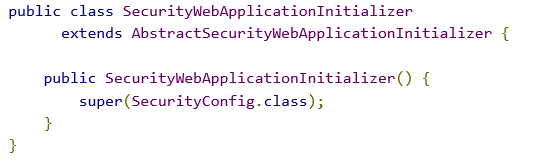 public class SecurityWebApplicationInitializer
      extends AbstractSecurityWebApplicationInitializer {

    public SecurityWebApplicationInitializer() {
        super(SecurityConfig.class);
    }
}